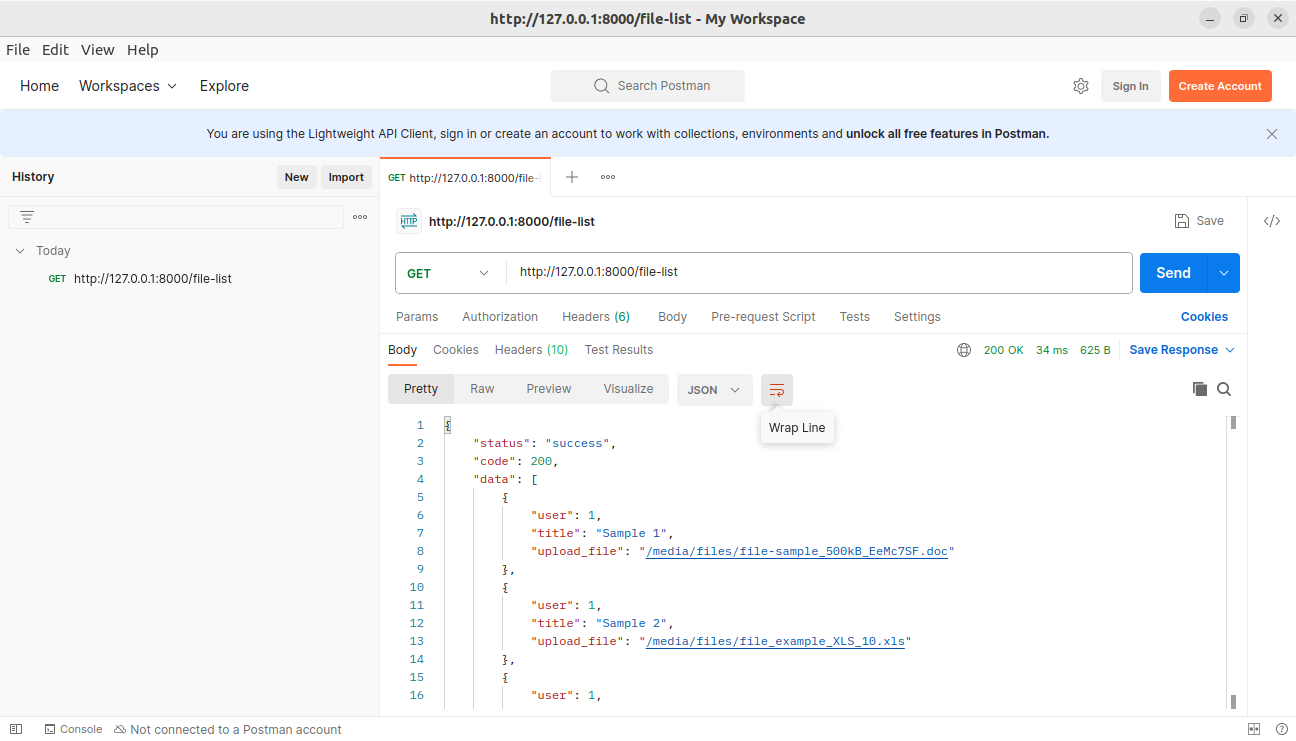 http://127.0.0.1:8000/file-list - My Workspace
File Edit View Help
Home Workspaces Explore Search Postman Sign In Create Account
You are using the Lightweight API Client, sign in or create an account to work with collections, environments and unlock all free features in Postman.
History New Import
GET http://127.0.0.1:8000/file-
HTTP http://127.0.0.1:8000/file-list Save
Today
GET http://127.0.0.1:8000/file-list
GET http://127.0.0.1:8000/file-list Send
Params Authorization Headers (6) Body Pre-request Script Tests Settings Cookies
Body Cookies Headers (10) Test Results 200 OK 34 ms 625 B Save Response
Pretty Raw Preview Visualize JSON
Wrap Line
1 {
2 "status": "success",
3 "code": 200,
4 "data": [
5 {
6 "user": 1,
7 "title": "Sample 1",
8 "upload_file": "/media/files/file-sample_500kB_EeMc7SF.doc"
9 },
10 {
11 "user": 1,
12 "title": "Sample 2",
13 "upload_file": "/media/files/file_example_XLS_10.xls"
14 },
15 {
16 "user": 1,
Console Not connected to a Postman account